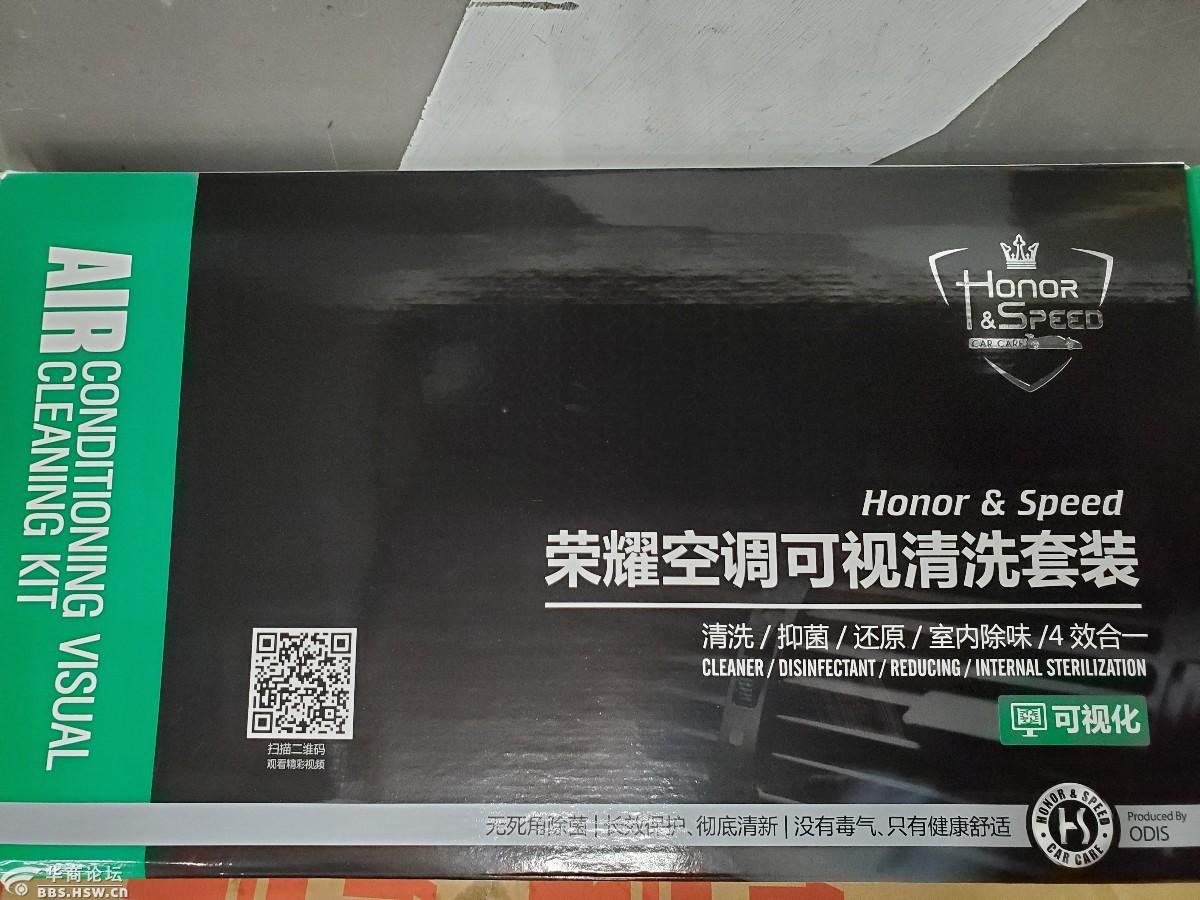 AIR CONDITIONING VISUAL
CLEANING KIT
HONOR
& SPEED
CAR CARE
Honor & Speed
荣耀空调可视清洗套装
清洗 / 抑菌 / 还原 / 室内除味 /4 效合一
CLEANER / DISINFECTANT / REDUCING / INTERNAL STERILIZATION
可视化
扫描二维码
观看精彩视频
无死角除菌 | 长效保护、彻底清新 | 没有毒气、只有健康舒适
HONOR & SPEED
HS
CAR CARE
Produced By
ODIS
华商论坛
BBS.HSW.CN